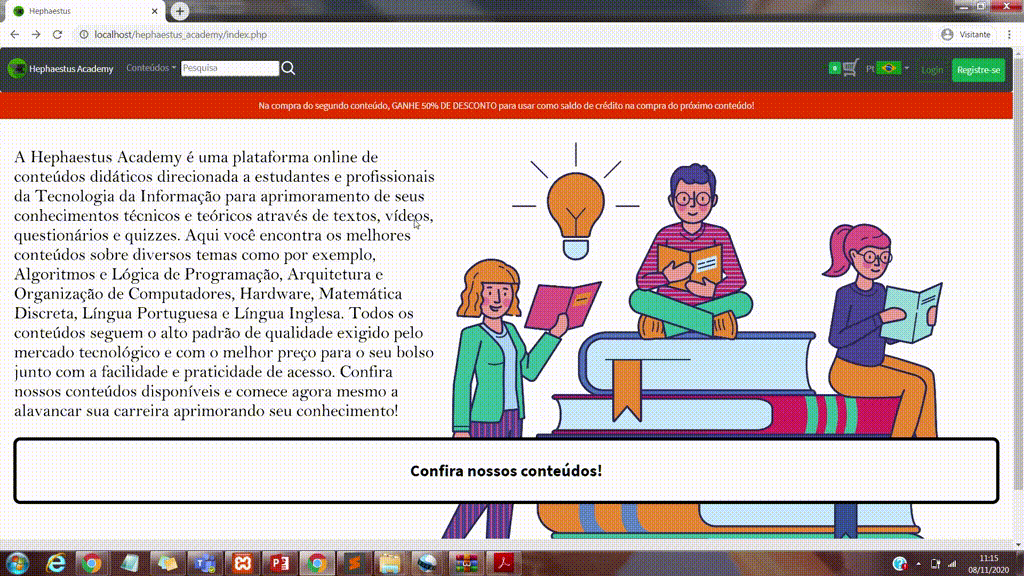 Hephaestus
localhost/hephaestus_academy/index.php
Visitante
Hephaestus Academy
Conteúdos
Pesquisa
0
Pt
Login
Registre-se
Na compra do segundo conteúdo, GANHE 50% DE DESCONTO para usar como saldo de crédito na compra do próximo conteúdo!
A Hephaestus Academy é uma plataforma online de
conteúdos didáticos direcionada a estudantes e profissionais
da Tecnologia da Informação para aprimoramento de seus
conhecimentos técnicos e teóricos através de textos, vídeos,
questionários e quizzes. Aqui você encontra os melhores
conteúdos sobre diversos temas como por exemplo,
Algoritmos e Lógica de Programação, Arquitetura e
Organização de Computadores, Hardware, Matemática
Discreta, Língua Portuguesa e Língua Inglesa. Todos os
conteúdos seguem o alto padrão de qualidade exigido pelo
mercado tecnológico e com o melhor preço para o seu bolso
junto com a facilidade e praticidade de acesso. Confira
nossos conteúdos disponíveis e comece agora mesmo a
alavancar sua carreira aprimorando seu conhecimento!
Confira nossos conteúdos!
11:15
08/11/2020